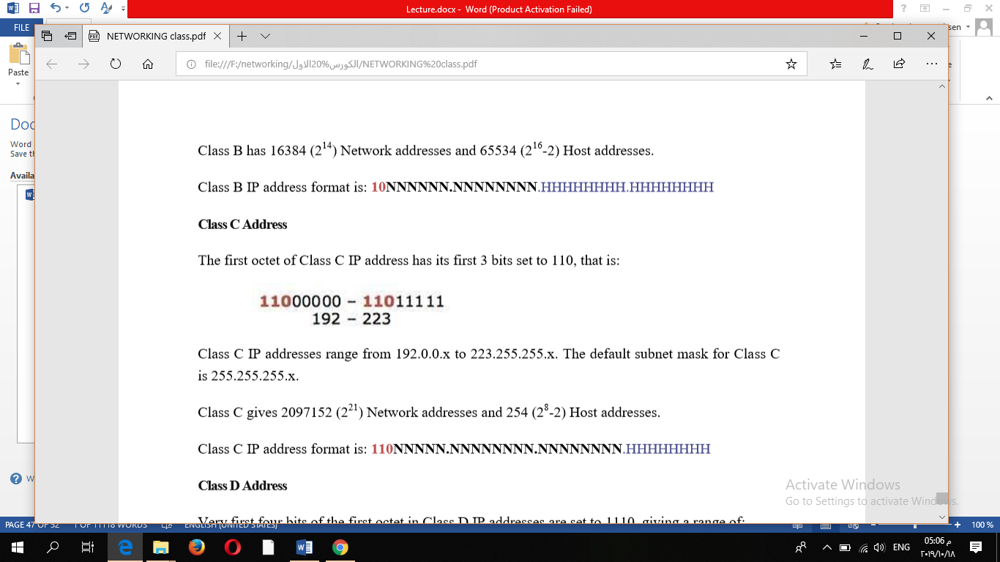 Lecture.docx - Word (Product Activation Failed)
FILE
sen
NETWORKING class.pdf
Paste
file:///F:/networking/الكورس%20الاول/NETWORKING%20class.pdf
Doc
Word
Save th
Availa
Class B has 16384 (2^14) Network addresses and 65534 (2^16-2) Host addresses.
Class B IP address format is: 10NNNNNN.NNNNNNNN.HHHHHHHH.HHHHHHHH
Class C Address
The first octet of Class C IP address has its first 3 bits set to 110, that is:
11000000 – 11011111
192 – 223
Class C IP addresses range from 192.0.0.x to 223.255.255.x. The default subnet mask for Class C
is 255.255.255.x.
Class C gives 2097152 (2^21) Network addresses and 254 (2^8-2) Host addresses.
Class C IP address format is: 110NNNNN.NNNNNNNN.NNNNNNNN.HHHHHHHH
Class D Address
Very first four bits of the first octet in Class D IP addresses are set to 1110, giving a range of:
Activate Windows
Go to Settings to activate Windows.
PAGE 47 OF 52 1 OF 11118 WORDS ENGLISH (UNITED STATES) 100 %
ENG
05:06 م
٢٠١٩/١٠/١٨